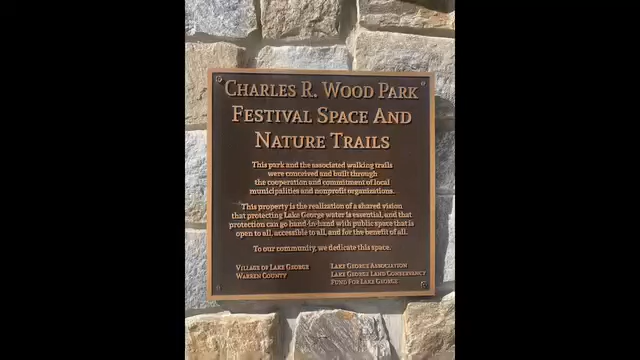 CHARLES R. WOOD PARK
FESTIVAL SPACE AND
NATURE TRAILS
This park and the associated walking trails
were conceived and built through
the cooperation and commitment of local
municipalities and nonprofit organizations.
This property is the realization of a shared vision
that protecting Lake George water is essential, and that
protection can go hand-in-hand with public space that is
open to all, accessible to all, and for the benefit of all.
To our community, we dedicate this space.
VILLAGE OF LAKE GEORGE
WARREN COUNTY
LAKE GEORGE ASSOCIATION
LAKE GEORGE LAND CONSERVANCY
FUND FOR LAKE GEORGE